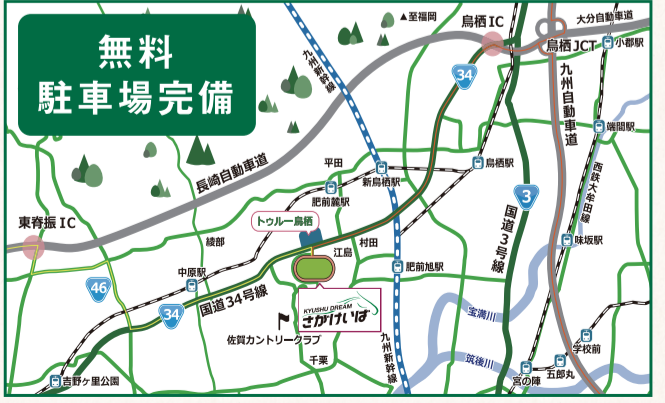 無料
駐車場完備
▲至福岡
鳥栖IC
大分自動車道
鳥栖JCT
小郡駅
九州新幹線
34
九州自動車道
端間駅
長崎自動車道
平田
新鳥栖駅
鳥栖駅
西鉄大牟田線
肥前麓駅
3
国道3号線
東脊振IC
トゥルー鳥栖
綾部
江島
村田
味坂駅
中原駅
肥前旭駅
46
国道34号線
34
KYUSHU DREAM
さがけいば
宝満川
佐賀カントリークラブ
九州新幹線
筑後川
学校前
千栗
五郎丸
宮の陣
吉野ヶ里公園